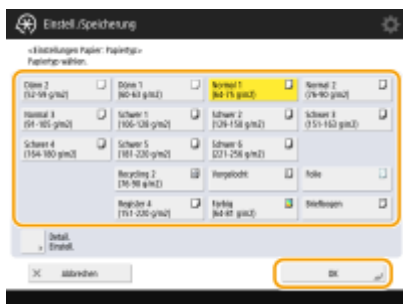 Einstell./Speicherung
<Einstellungen Papier: Papiertyp>
Papiertyp wählen.
Dünn 2
(52-59 g/m2)
Dünn 1
(60-63 g/m2)
Normal 1
(64-75 g/m2)
Normal 2
(76-90 g/m2)
Normal 3
(91-105 g/m2)
Schwer 1
(106-128 g/m2)
Schwer 2
(129-150 g/m2)
Schwer 3
(151-163 g/m2)
Schwer 4
(164-180 g/m2)
Schwer 5
(181-220 g/m2)
Schwer 6
(221-256 g/m2)
Recycling 2
(76-90 g/m2)
Vorgelocht
Folie
Register 4
(151-220 g/m2)
Farbig
(64-81 g/m2)
Briefbogen
Detail.
Einstell.
Abbrechen
OK